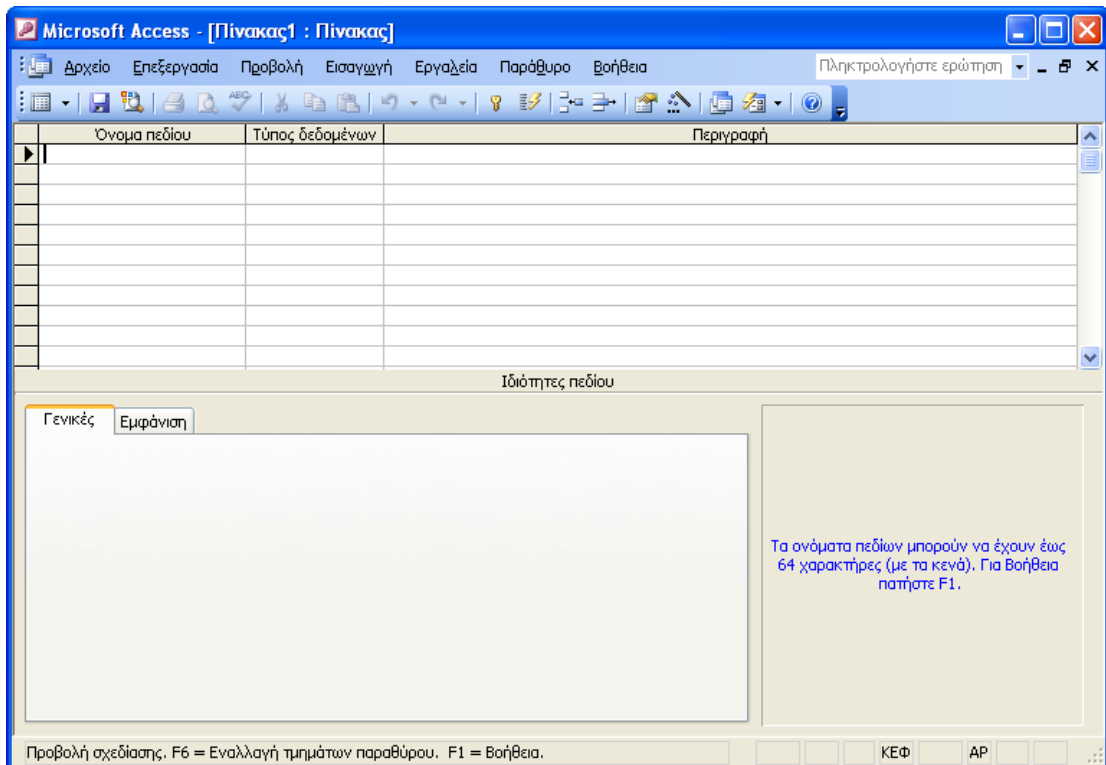 Microsoft Access - [Πίνακας1 : Πίνακας]
Αρχείο Επεξεργασία Προβολή Εισαγωγή Εργαλεία Παράθυρο Βοήθεια Πληκτρολογήστε ερώτηση
ABC
Όνομα πεδίου Τύπος δεδομένων Περιγραφή
Ιδιότητες πεδίου
Γενικές Εμφάνιση
Τα ονόματα πεδίων μπορούν να έχουν έως
64 χαρακτήρες (με τα κενά). Για Βοήθεια
πατήστε F1.
Προβολή σχεδίασης. F6 = Εναλλαγή τμημάτων παραθύρου. F1 = Βοήθεια. ΚΕΦ ΑΡ